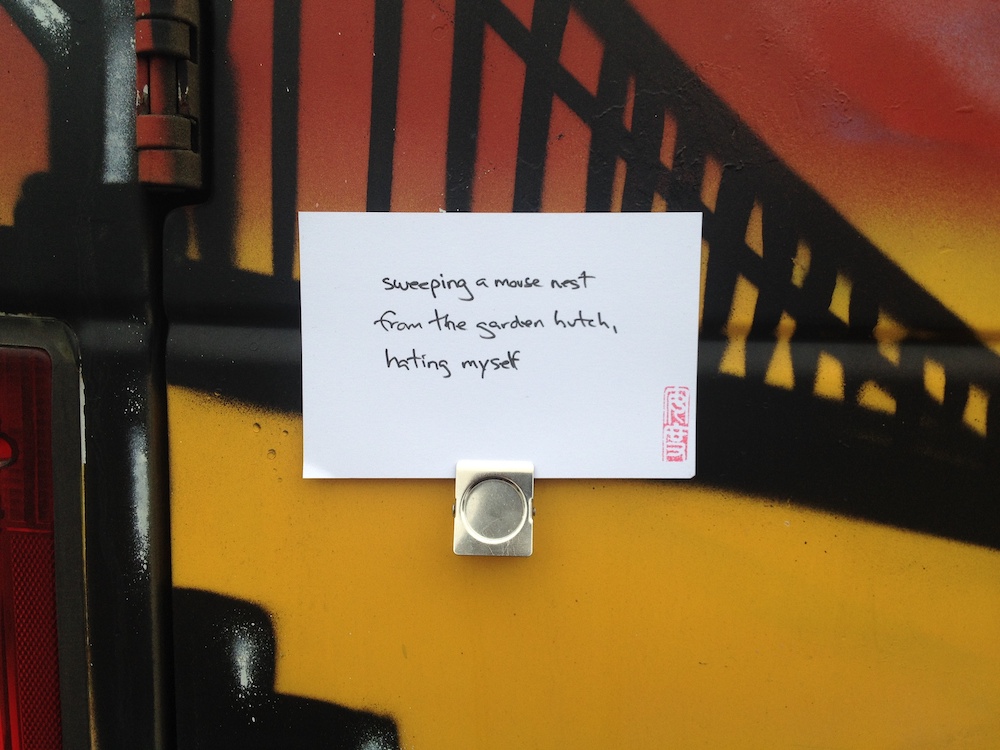 sweeping a mouse nest
from the garden hutch,
hating myself